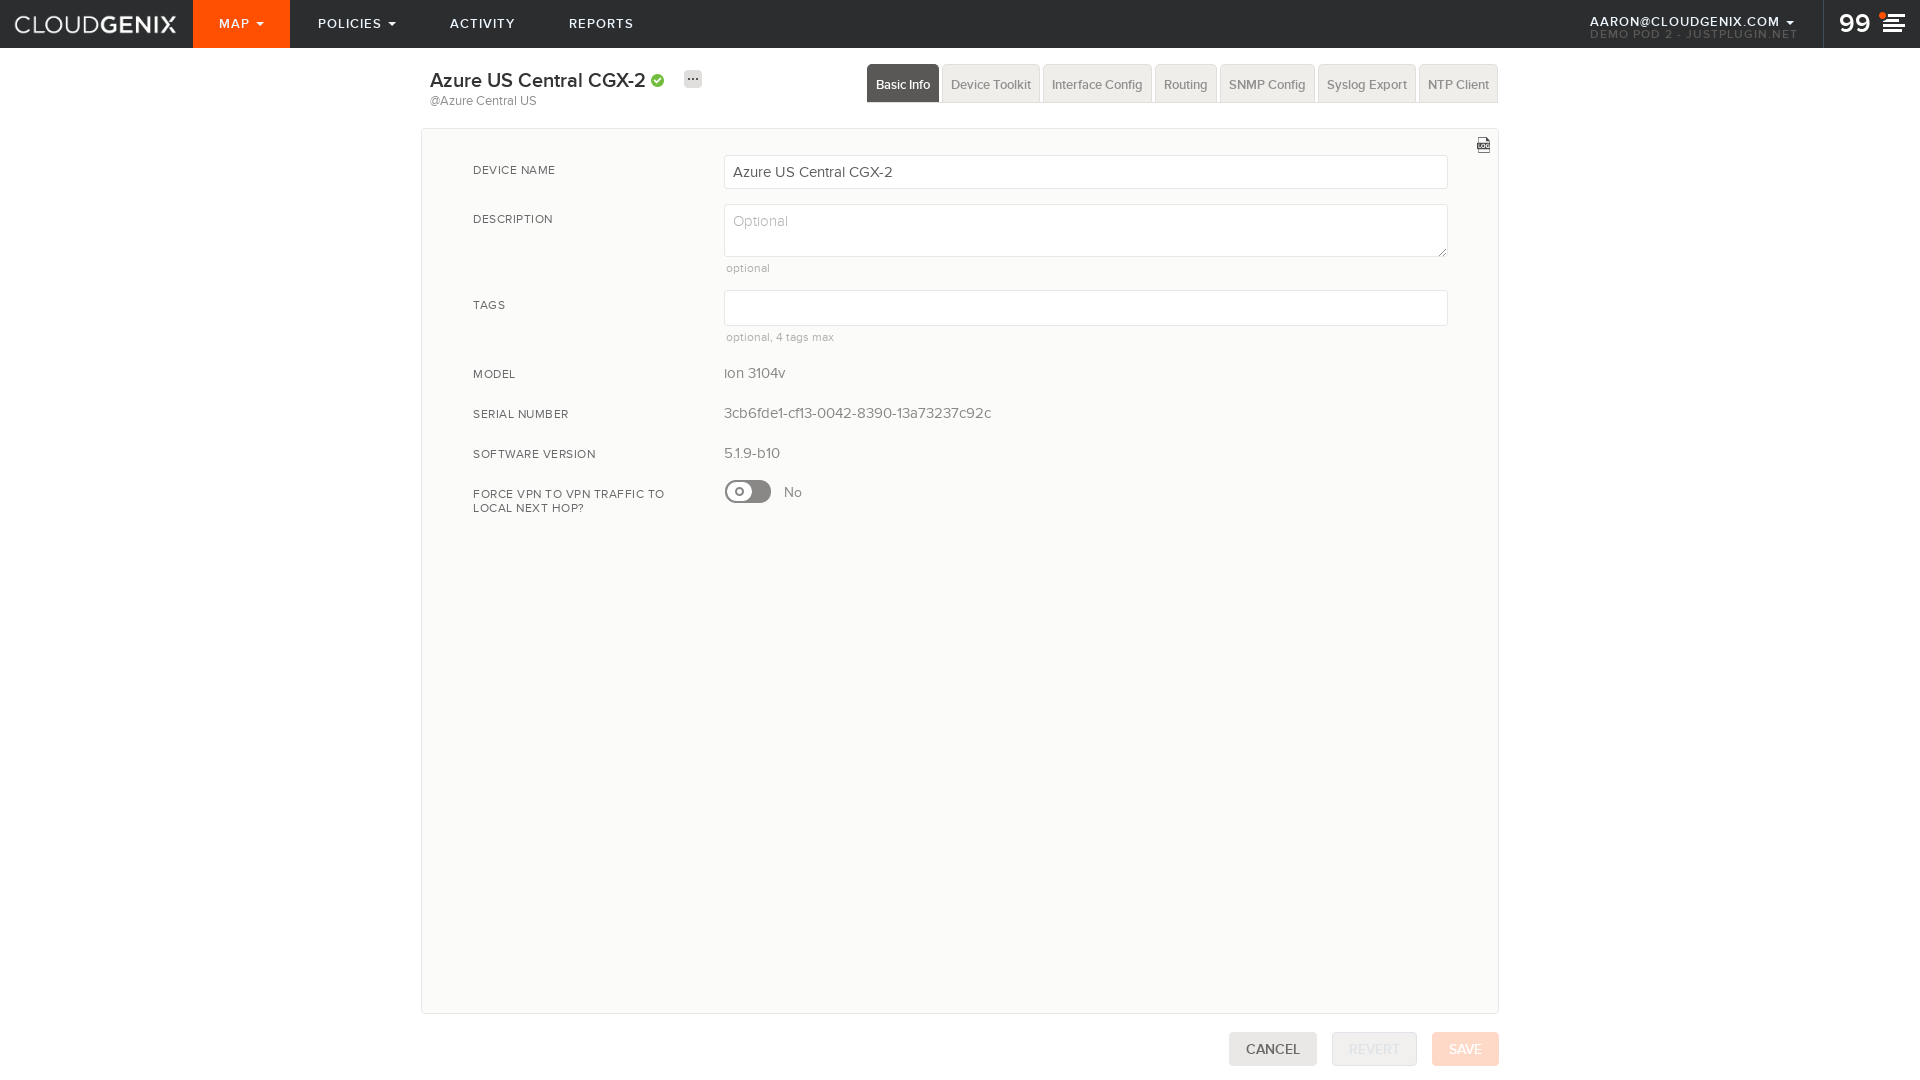 CLOUDGENIX
MAP
POLICIES
ACTIVITY
REPORTS
AARON@CLOUDGENIX.COM
DEMO POD 2 - JUSTPLUGIN.NET
99
Azure US Central CGX-2
@Azure Central US
Basic Info
Device Toolkit
Interface Config
Routing
SNMP Config
Syslog Export
NTP Client
LOG
DEVICE NAME
Azure US Central CGX-2
DESCRIPTION
Optional
optional
TAGS
optional, 4 tags max
MODEL
ion 3104v
SERIAL NUMBER
3cb6fde1-cf13-0042-8390-13a73237c92c
SOFTWARE VERSION
5.1.9-b10
FORCE VPN TO VPN TRAFFIC TO
LOCAL NEXT HOP?
No
CANCEL
REVERT
SAVE